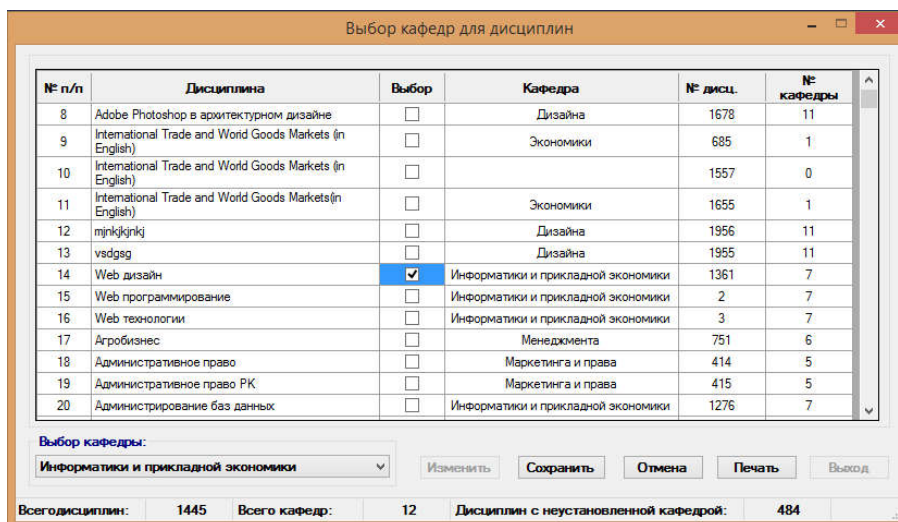 Выбор кафедр для дисциплин
№ п/п Дисциплина Выбор Кафедра № дисц. № кафедры
8 Adobe Photoshop в архитектурном дизайне Дизайна 1678 11
9 International Trade and World Goods Markets (in English) Экономики 685 1
10 International Trade and World Goods Markets (in English) 1557 0
11 International Trade and World Goods Markets(in English) Экономики 1655 1
12 mjnkjkjnkj Дизайна 1956 11
13 vsdgsg Дизайна 1955 11
14 Web дизайн Информатики и прикладной экономики 1361 7
15 Web программирование Информатики и прикладной экономики 2 7
16 Web технологии Информатики и прикладной экономики 3 7
17 Агробизнес Менеджмента 751 6
18 Административное право Маркетинга и права 414 5
19 Административное право РК Маркетинга и права 415 5
20 Администрирование баз данных Информатики и прикладной экономики 1276 7
Выбор кафедры:
Информатики и прикладной экономики Изменить Сохранить Отмена Печать Выход
Всегодисциплин: 1445 Всего кафедр: 12 Дисциплин с неустановленной кафедрой: 484